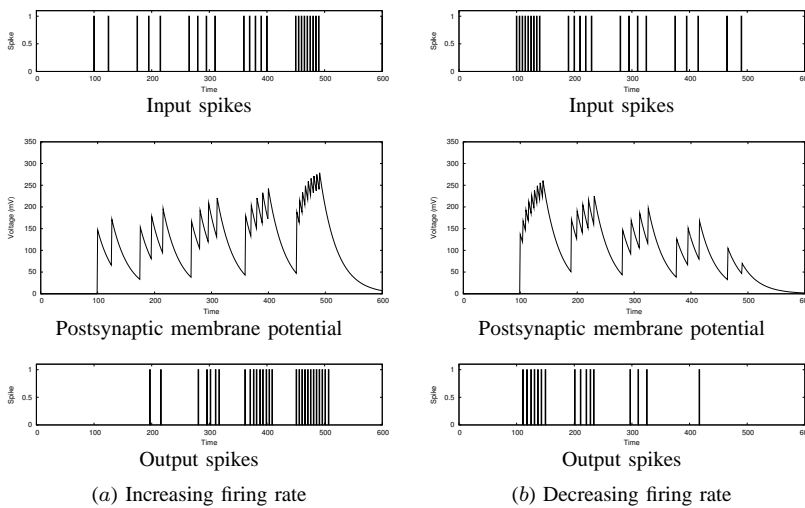 1
0.5
0
Spike
0 100 200 300 400 500 600
Time
Input spikes
350
300
250
200
150
100
50
0
Voltage (mV)
0 100 200 300 400 500 600
Time
Postsynaptic membrane potential
1
0.5
0
Spike
0 100 200 300 400 500 600
Time
Output spikes
(a) Increasing firing rate
1
0.5
0
Spike
0 100 200 300 400 500 600
Time
Input spikes
350
300
250
200
150
100
50
0
Voltage (mV)
0 100 200 300 400 500 600
Time
Postsynaptic membrane potential
1
0.5
0
Spike
0 100 200 300 400 500 600
Time
Output spikes
(b) Decreasing firing rate